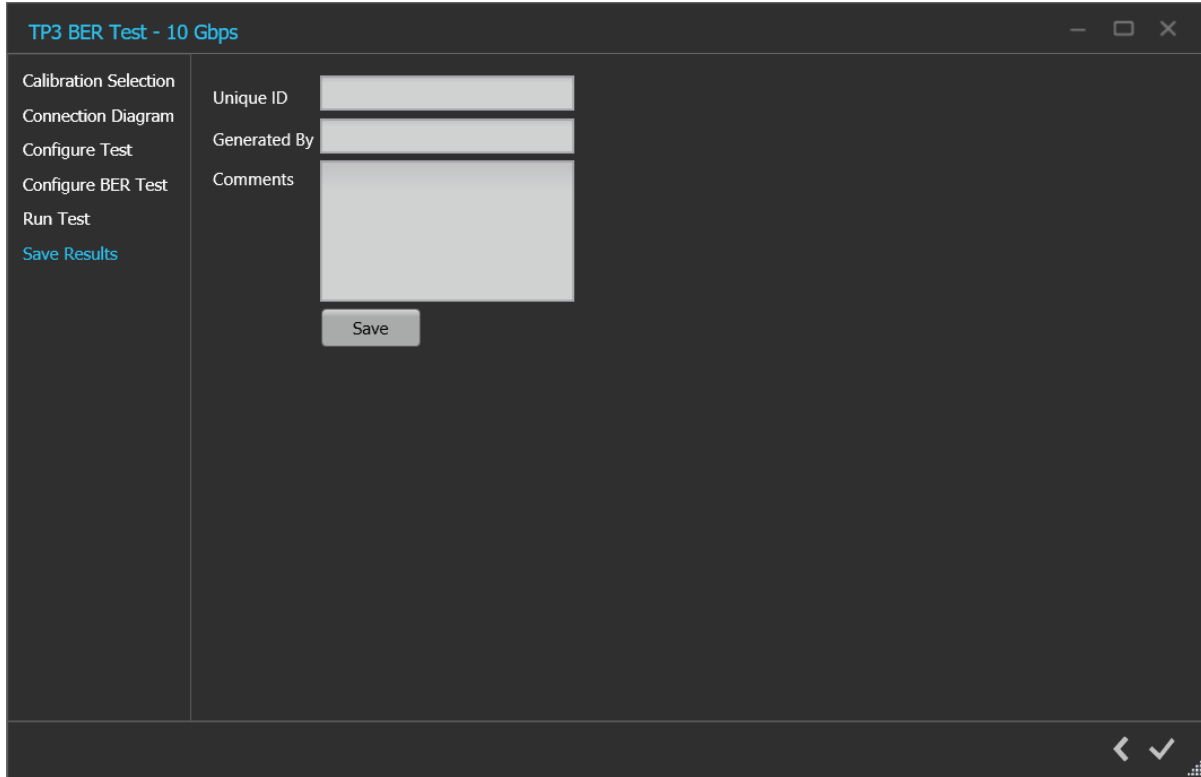 TP3 BER Test - 10 Gbps
Calibration Selection
Connection Diagram
Configure Test
Configure BER Test
Run Test
Save Results
Unique ID
Generated By
Comments
Save